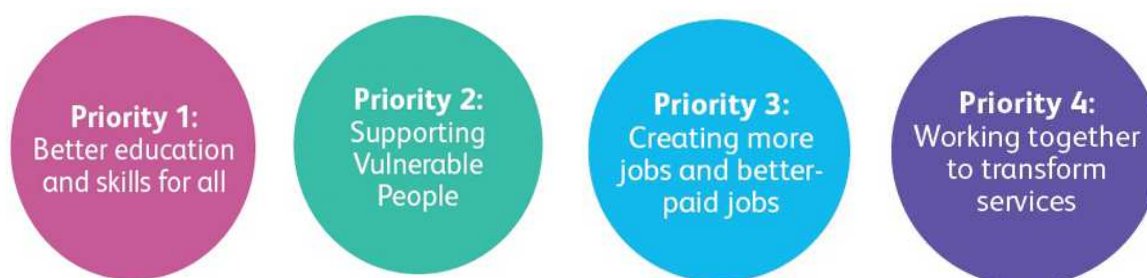 Priority 1:
Better education
and skills for all
Priority 2:
Supporting
Vulnerable
People
Priority 3:
Creating more
jobs and better-
paid jobs
Priority 4:
Working together
to transform
services